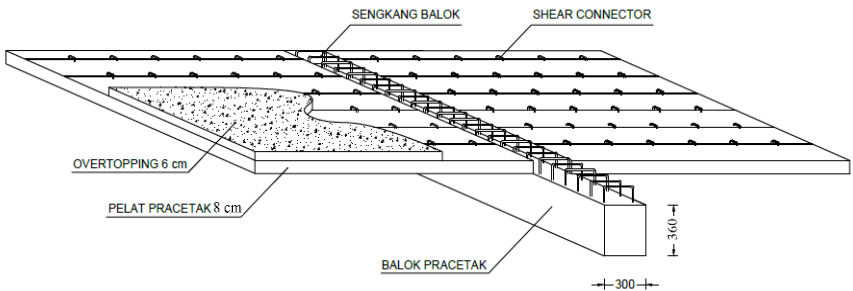 SENGKANG BALOK
SHEAR CONNECTOR
OVERTOPPING 6 cm
PELAT PRACETAK 8 cm
BALOK PRACETAK
360
300